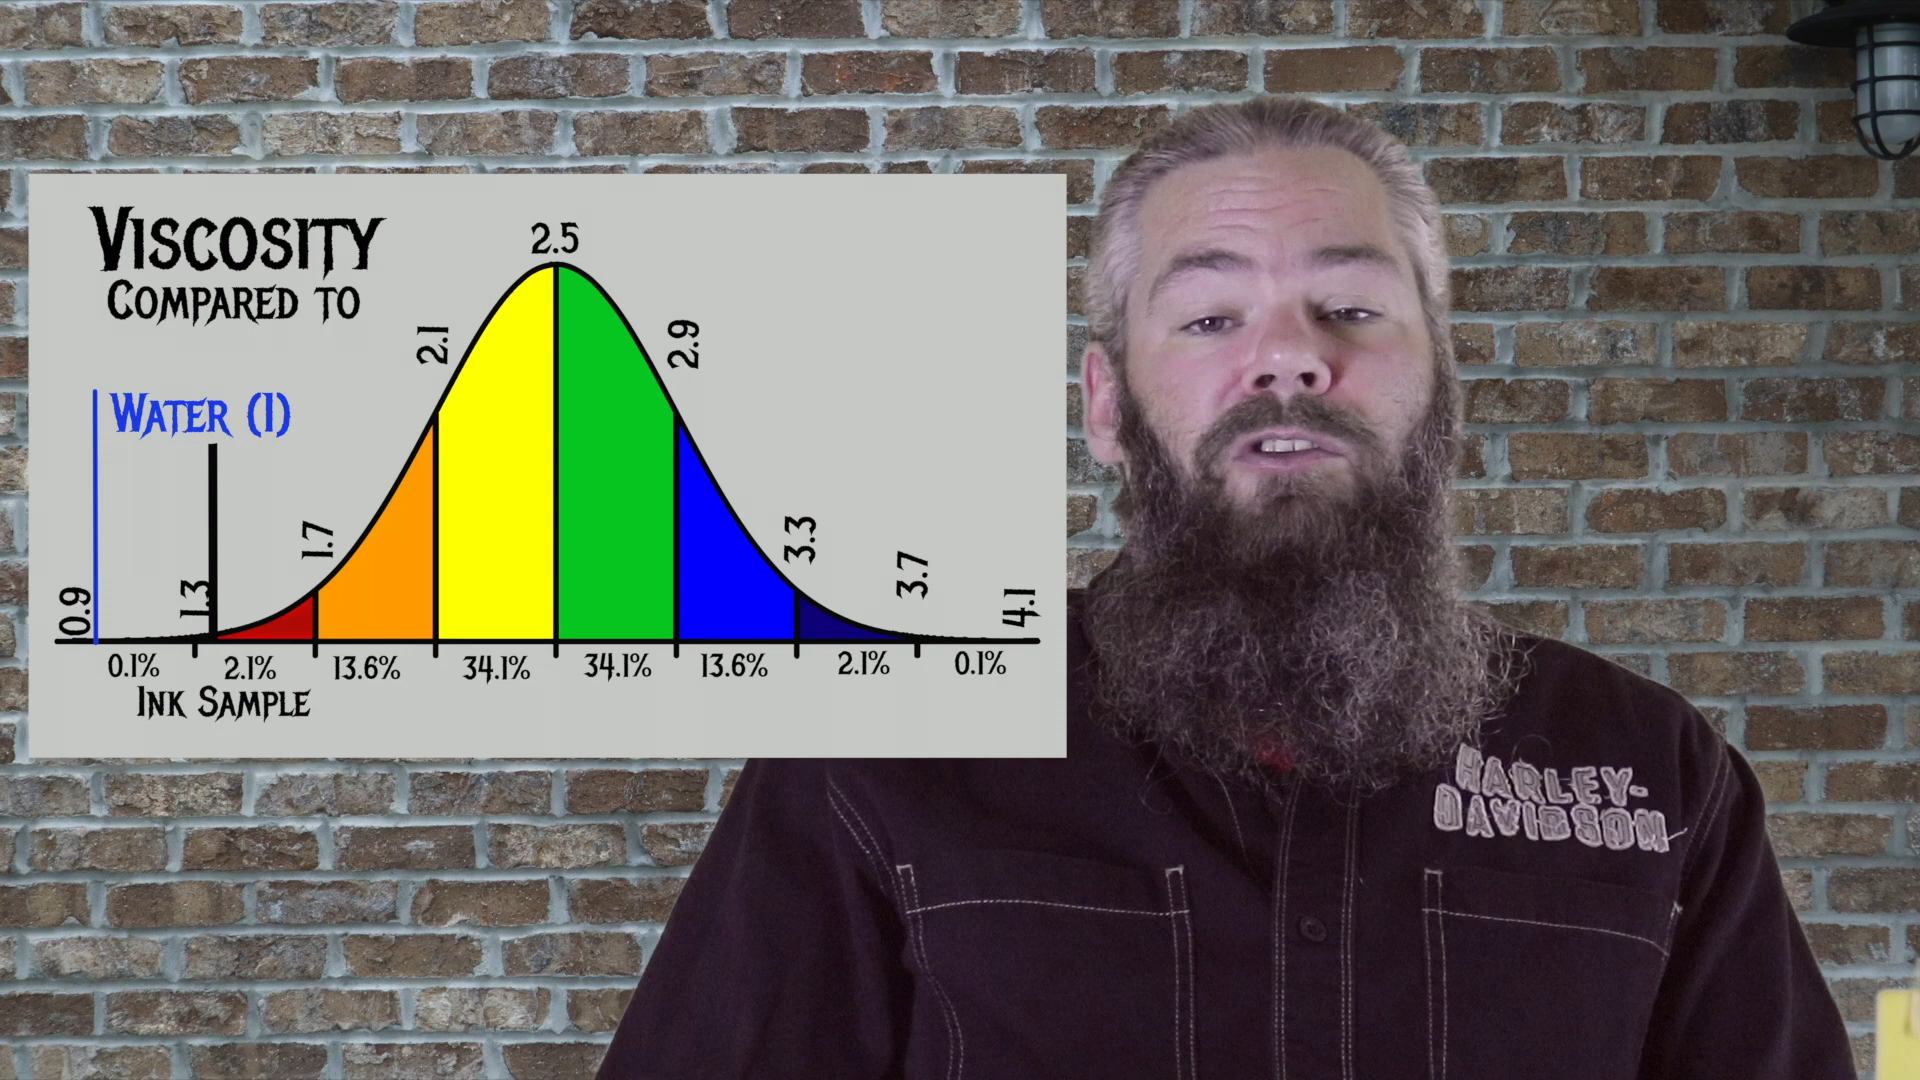 VISCOSITY
COMPARED TO
WATER (1)
2.5
2.1
2.9
1.7
3.3
3.7
1.3
0.9
4.1
0.1% 2.1% 13.6% 34.1% 34.1% 13.6% 2.1% 0.1%
INK SAMPLE
HARLEY-
DAVIDSON